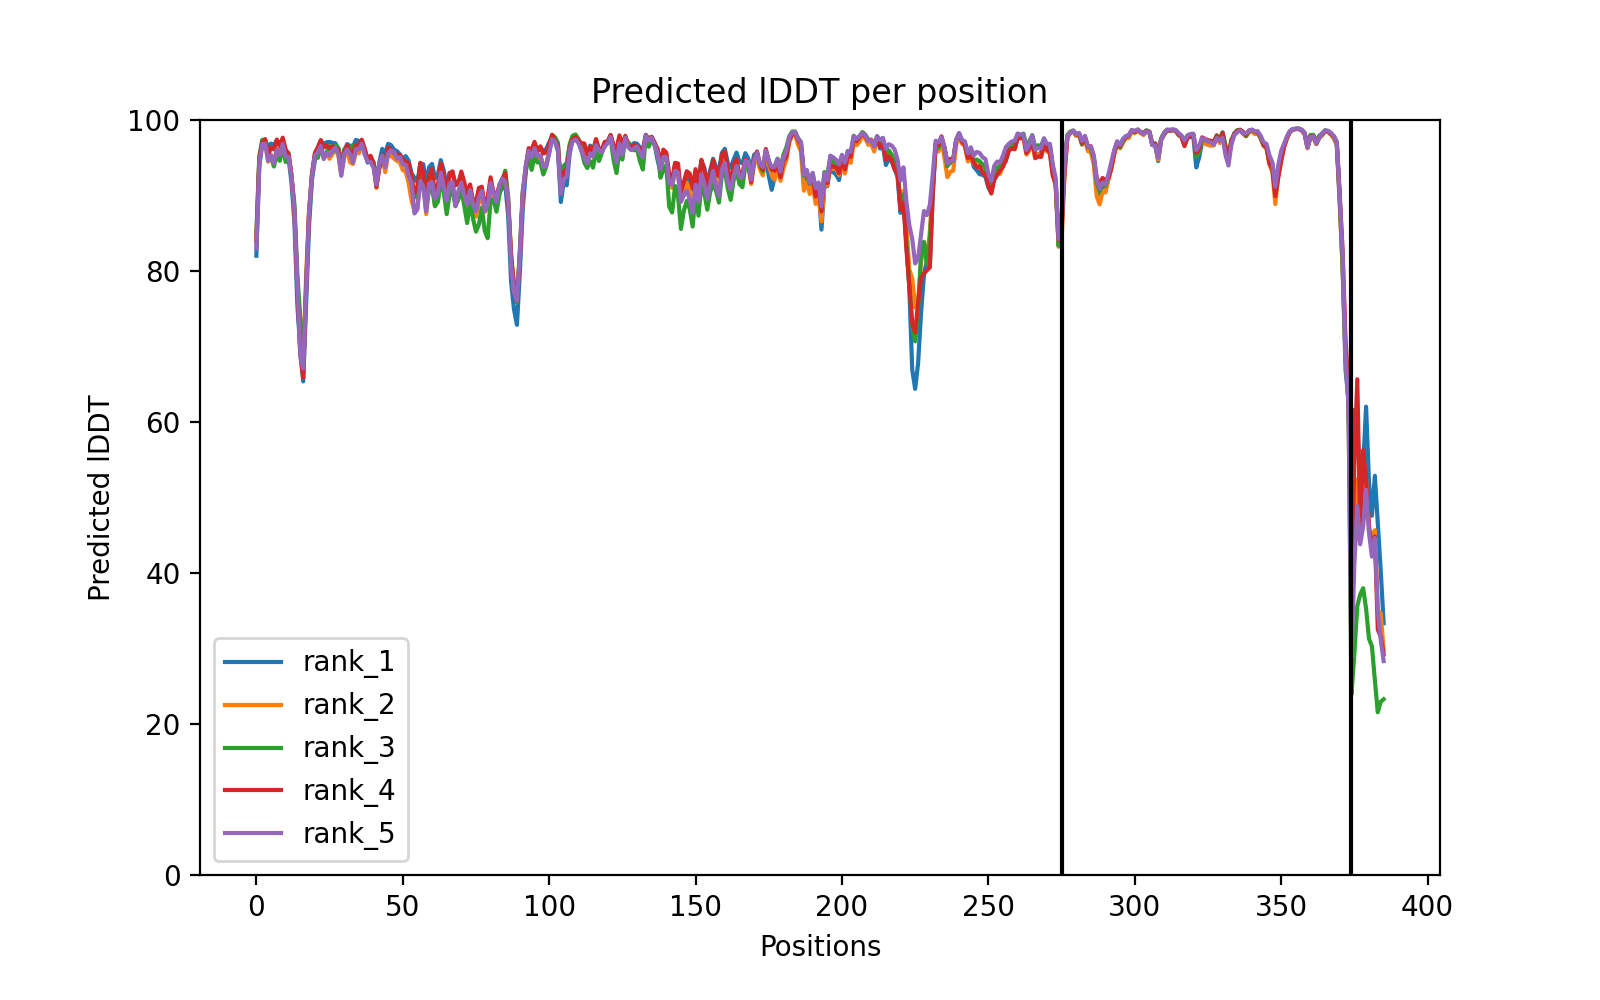 Predicted lDDT per position
100
80
60
40
20
0
Predicted lDDT
rank_1
rank_2
rank_3
rank_4
rank_5
0 50 100 150 200 250 300 350 400
Positions